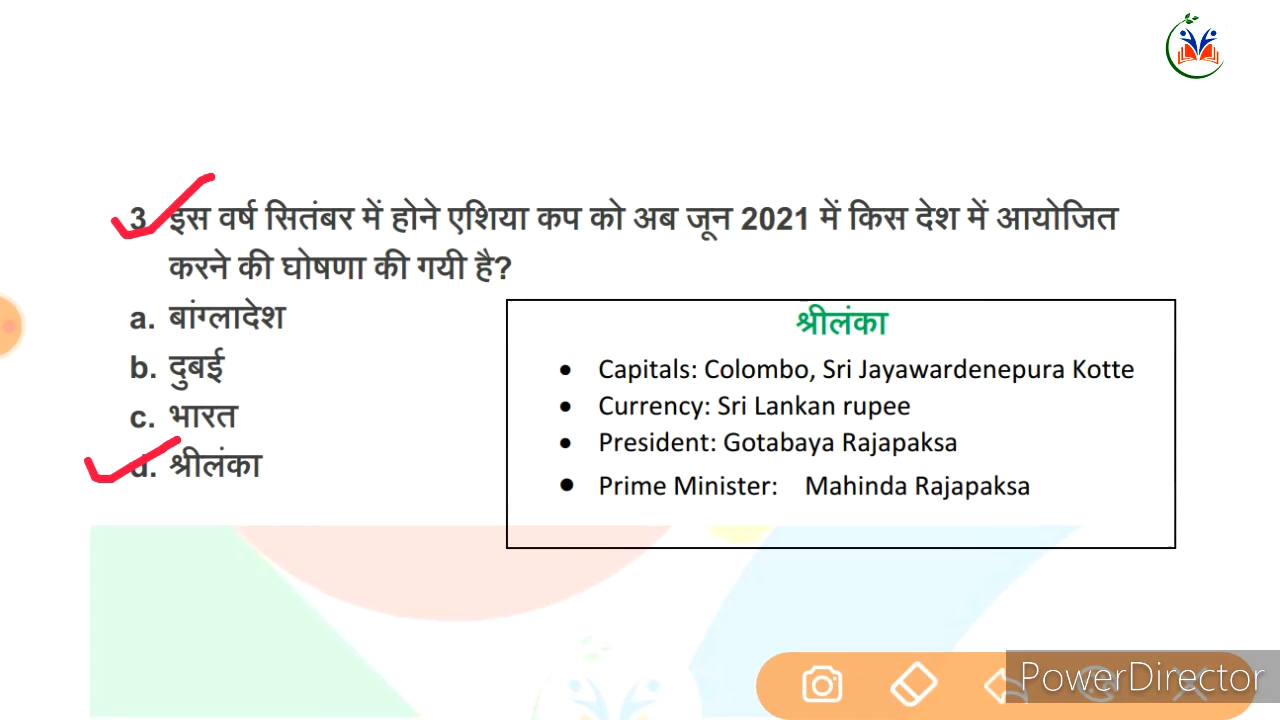 3. इस वर्ष सितंबर में होने एशिया कप को अब जून 2021 में किस देश में आयोजित
करने की घोषणा की गयी है?
a. बांग्लादेश
b. दुबई
c. भारत
d. श्रीलंका
श्रीलंका
• Capitals: Colombo, Sri Jayawardenepura Kotte
• Currency: Sri Lankan rupee
• President: Gotabaya Rajapaksa
• Prime Minister: Mahinda Rajapaksa
PowerDirector